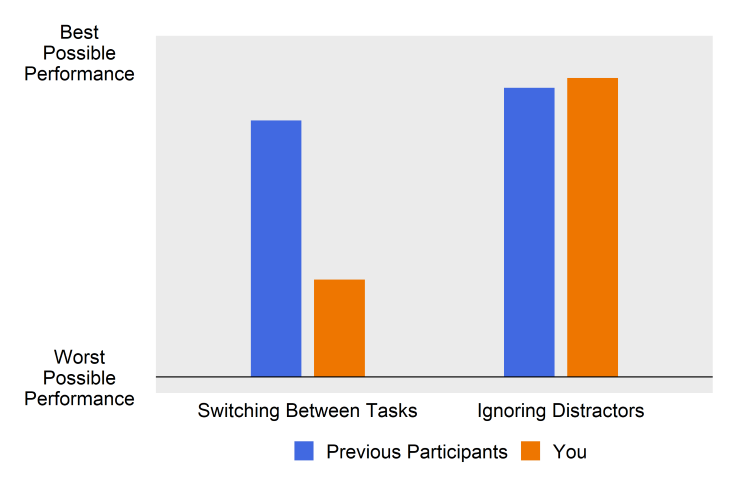 Best
Possible
Performance
Worst
Possible
Performance
Switching Between Tasks
Ignoring Distractors
Previous Participants
You